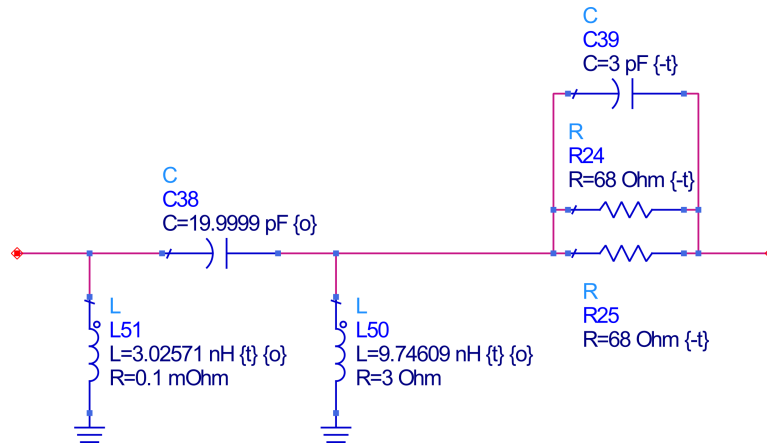 C
C39
C=3 pF {-t}
R
R24
R=68 Ohm {-t}
C
C38
C=19.9999 pF {o}
L
L51
L=3.02571 nH {t} {o}
R=0.1 mOhm
L
L50
L=9.74609 nH {t} {o}
R=3 Ohm
R
R25
R=68 Ohm {-t}